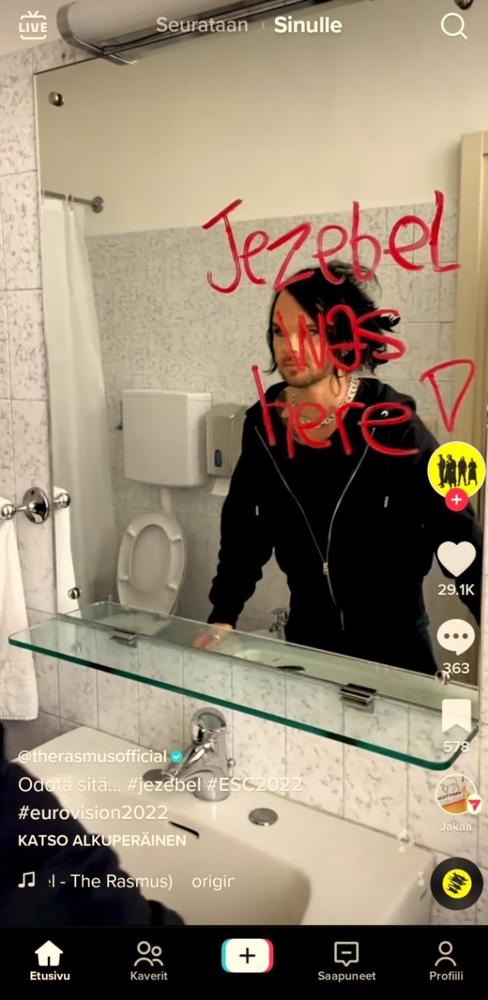 LIVE
Seurataan Sinulle
Jezebel
was
here
29.1K
363
578
Jakaa
@therasmusofficial
Odota sitä... #jezebel #ESC2022
#eurovision2022
KATSO ALKUPERÄINEN
l - The Rasmus) origin
Etusivu Kaverit Saapuneet Profiili